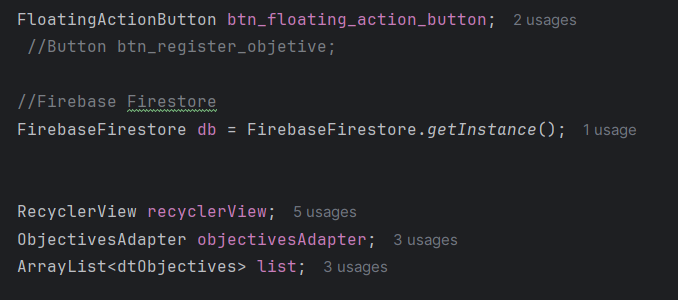 FloatingActionButton btn_floating_action_button; 2 usages
//Button btn_register_objetive;
//Firebase Firestore
FirebaseFirestore db = FirebaseFirestore.getInstance(); 1 usage
RecyclerView recyclerView; 5 usages
ObjectivesAdapter objectivesAdapter; 3 usages
ArrayList<dtObjectives> list; 3 usages